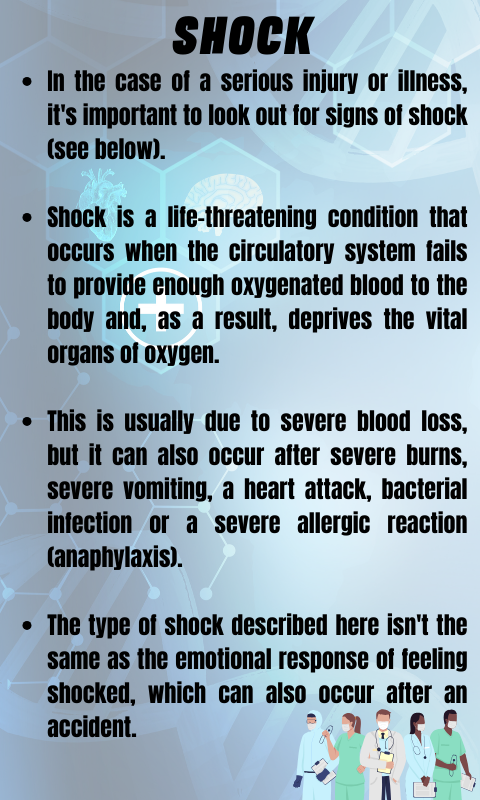 SHOCK
• In the case of a serious injury or illness,
it's important to look out for signs of shock
(see below).
• Shock is a life-threatening condition that
occurs when the circulatory system fails
to provide enough oxygenated blood to the
body and, as a result, deprives the vital
organs of oxygen.
• This is usually due to severe blood loss,
but it can also occur after severe burns,
severe vomiting, a heart attack, bacterial
infection or a severe allergic reaction
(anaphylaxis).
• The type of shock described here isn't the
same as the emotional response of feeling
shocked, which can also occur after an
accident.